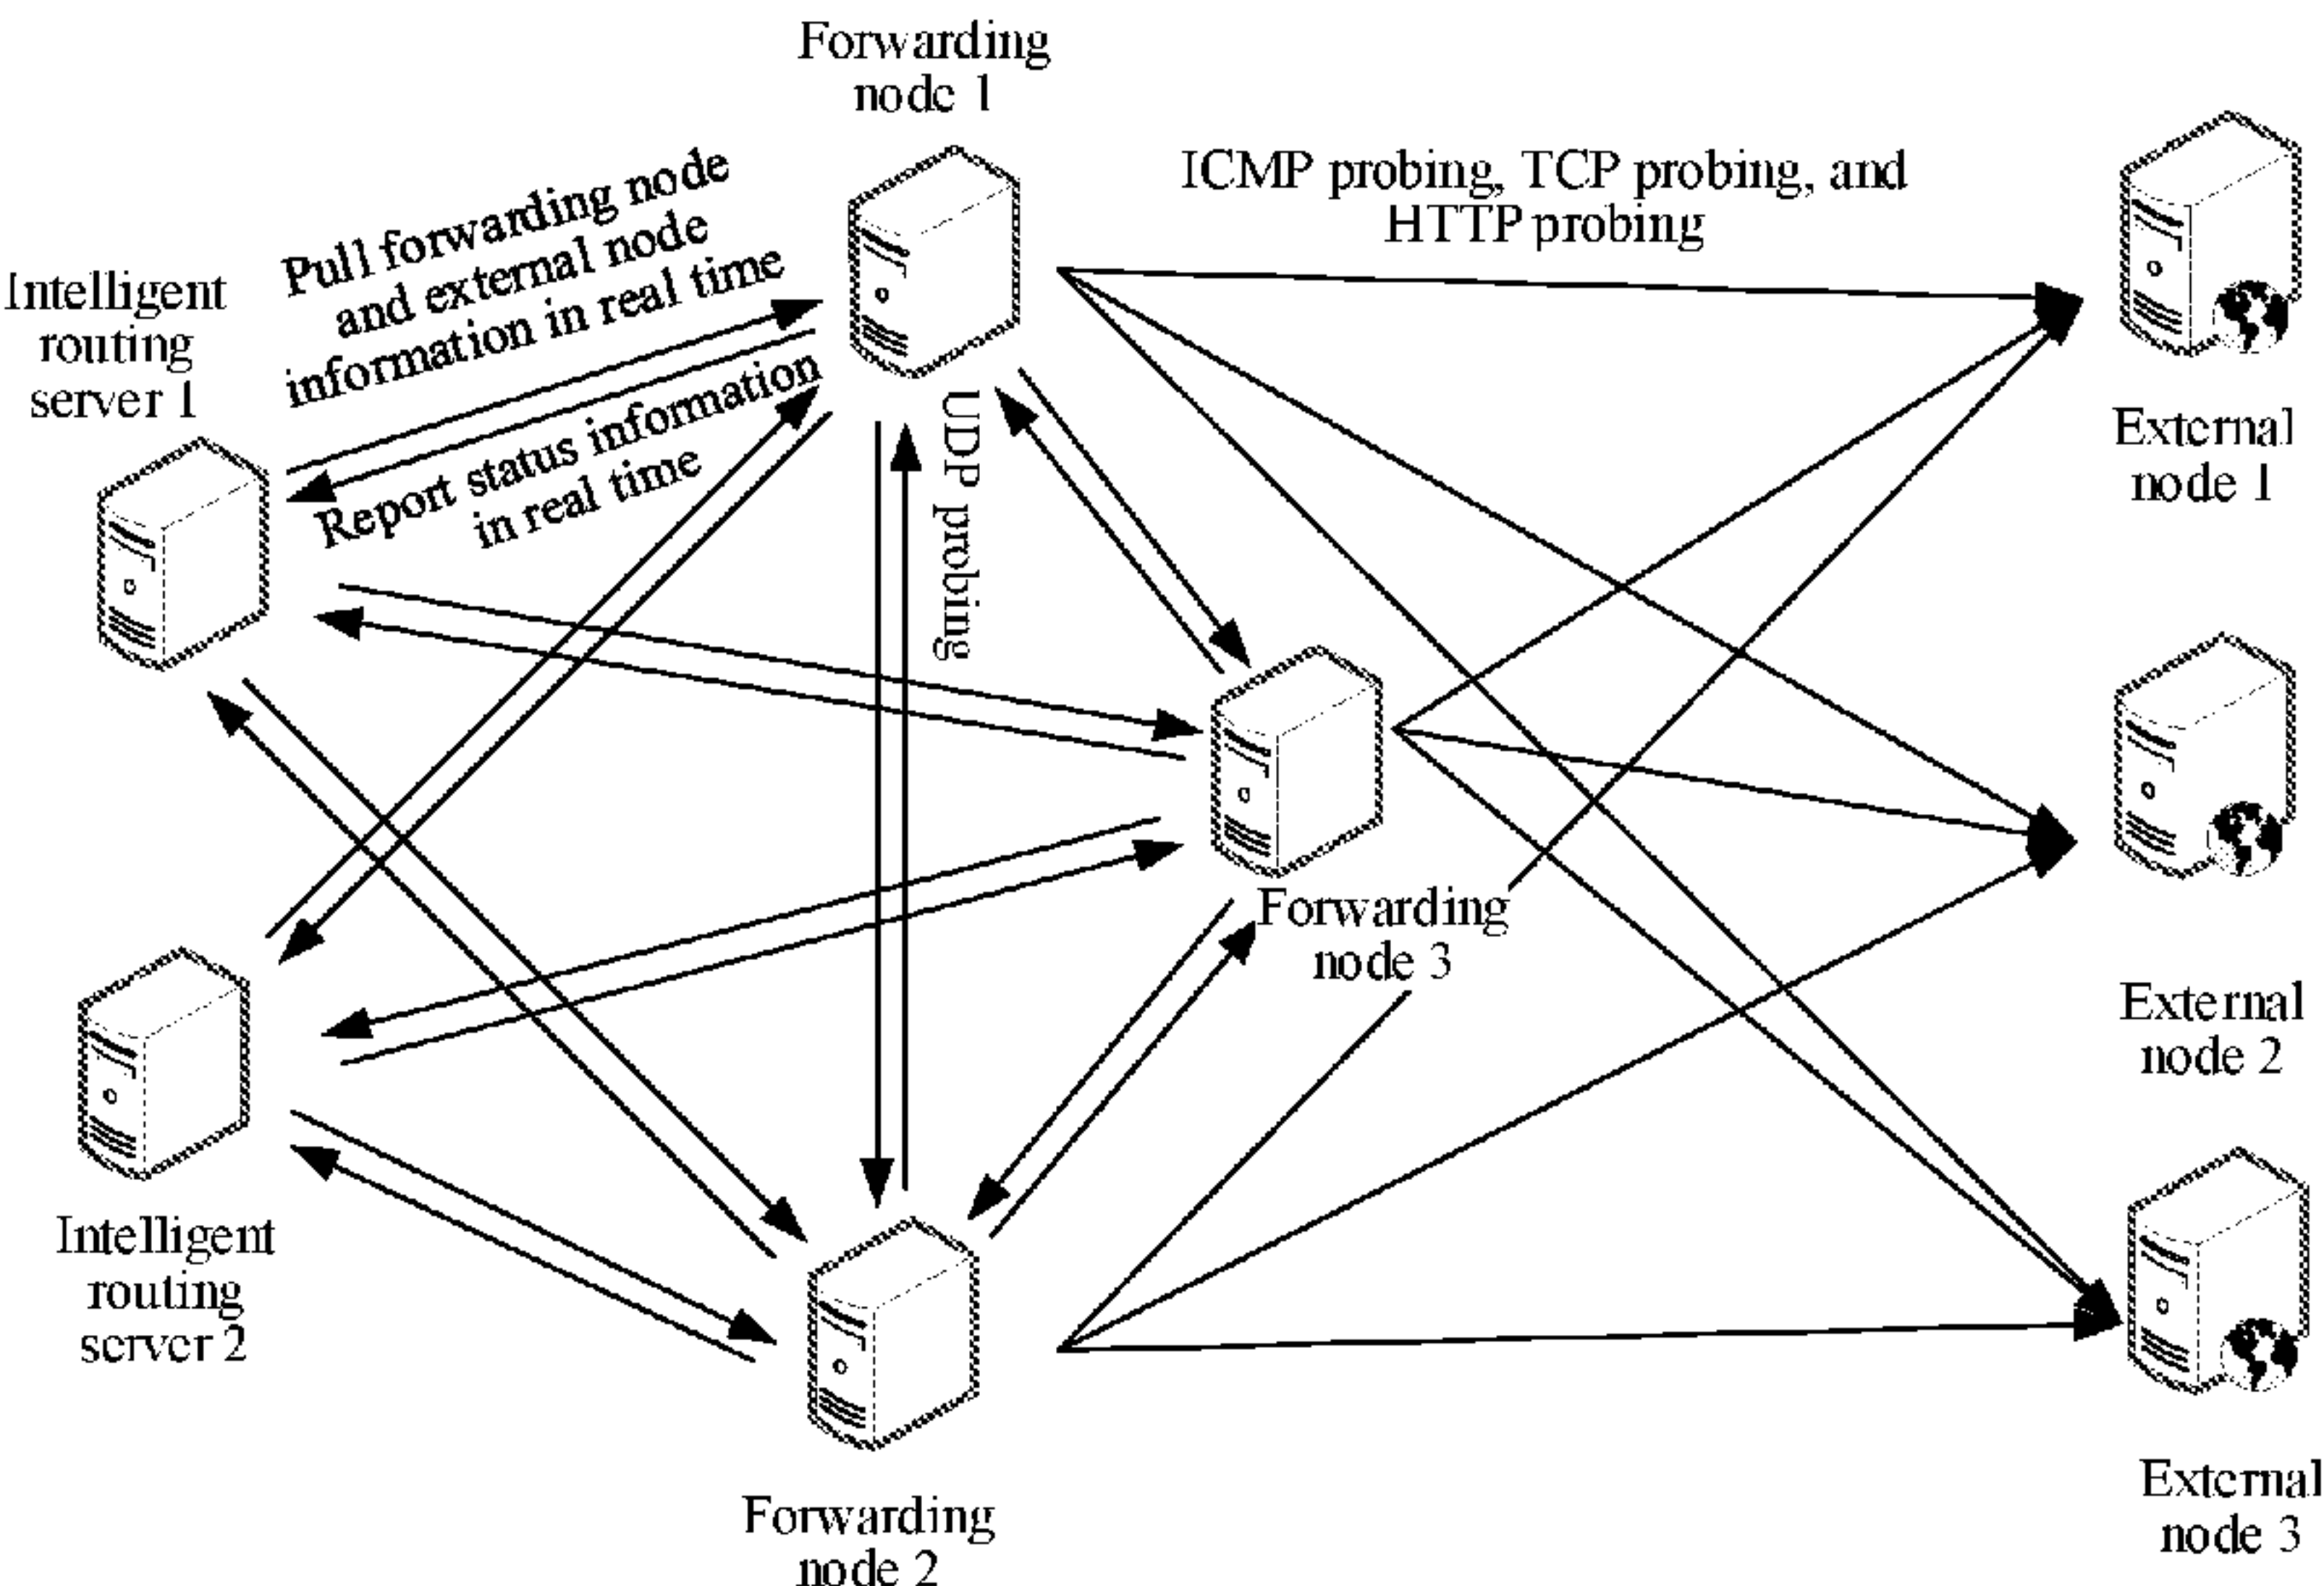 Forwarding
node 1
Pull forwarding node
and external node
information in real time
ICMP probing, TCP probing, and
HTTP probing
Intelligent
routing
server 1
Report status information
in real time
UDP probing
External
node 1
Forwarding
node 3
External
node 2
Intelligent
routing
server 2
Forwarding
node 2
External
node 3